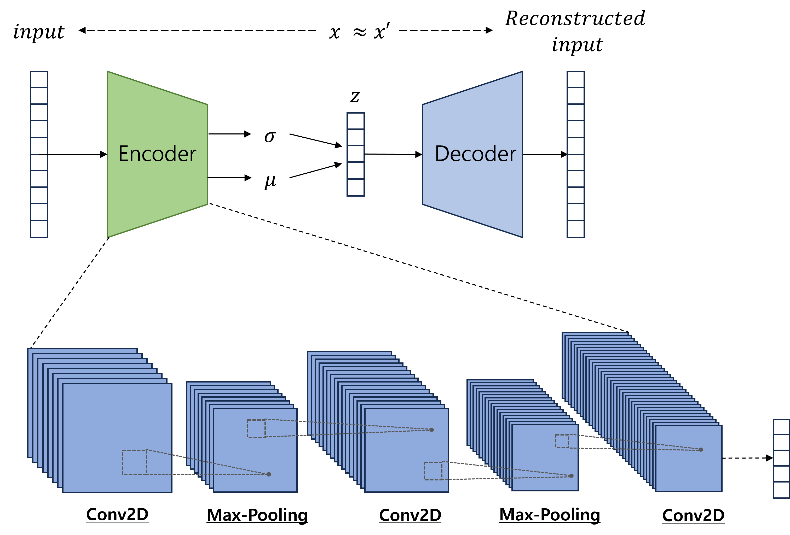 input
x ≈ x′
Reconstructed
input
z
Encoder
σ
μ
Decoder
Conv2D
Max-Pooling
Conv2D
Max-Pooling
Conv2D